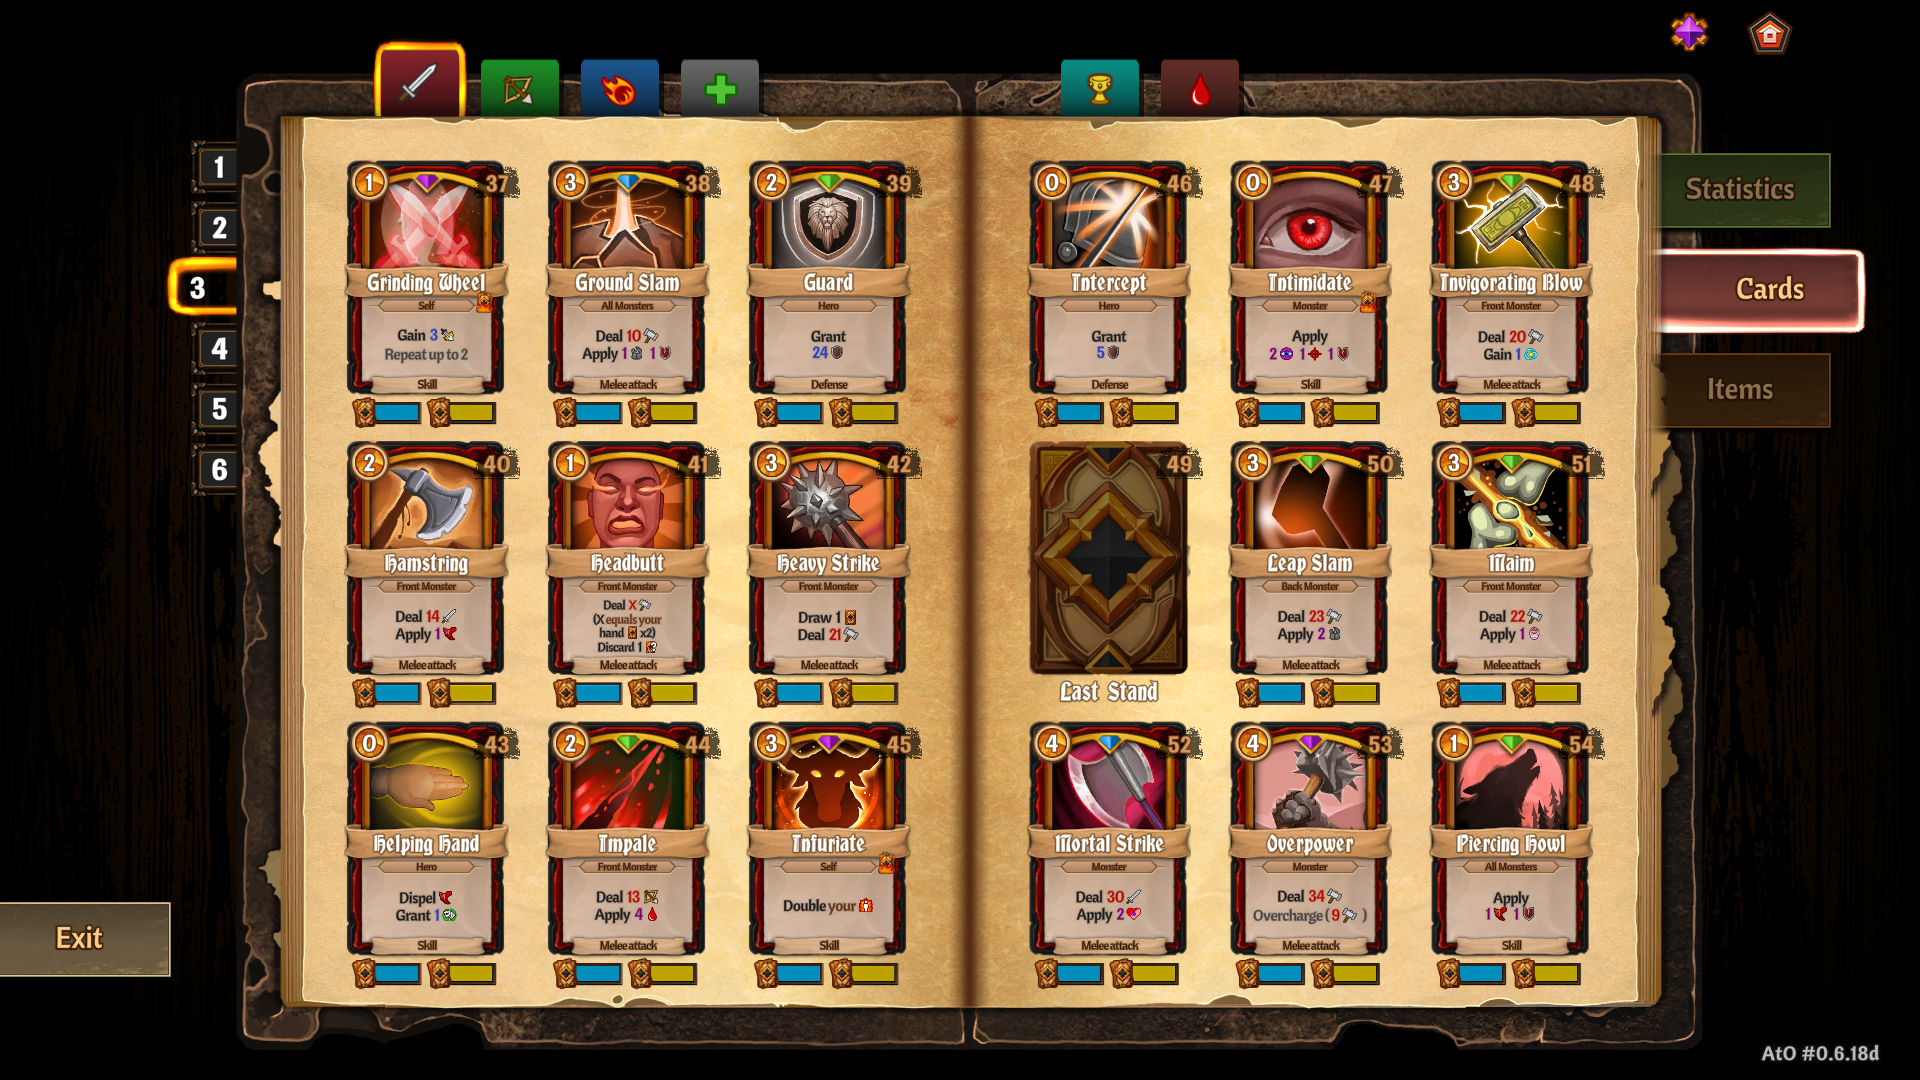 1
2
3
4
5
6
Exit
1
37
Grinding Wheel
Self
Gain 3
Repeat up to 2
Skill
3
38
Ground Slam
All Monsters
Deal 10
Apply 1 1
Melee attack
2
39
Guard
Hero
Grant
24
Defense
2
40
Hamstring
Front Monster
Deal 14
Apply 1
Melee attack
1
41
Headbutt
Front Monster
Deal X
(X equals your
hand x2)
Discard 1
Melee attack
3
42
Heavy Strike
Front Monster
Draw 1
Deal 21
Melee attack
0
43
Helping Hand
Hero
Dispel
Grant 1
Skill
2
44
Impale
Front Monster
Deal 13
Apply 4
Melee attack
3
45
Infuriate
Self
Double your
Skill
0
46
Intercept
Hero
Grant
5
Defense
0
47
Intimidate
Monster
Apply
2 1 1
Skill
3
48
Invigorating Blow
Front Monster
Deal 20
Gain 1
Melee attack
49
Last Stand
3
50
Leap Slam
Back Monster
Deal 23
Apply 2
Melee attack
3
51
Maim
Front Monster
Deal 22
Apply 1
Melee attack
4
52
Mortal Strike
Monster
Deal 30
Apply 2
Melee attack
4
53
Overpower
Monster
Deal 34
Overcharge ( 9 )
Melee attack
1
54
Piercing Howl
All Monsters
Apply
1 1
Skill
Statistics
Cards
Items
AtO #0.6.18d